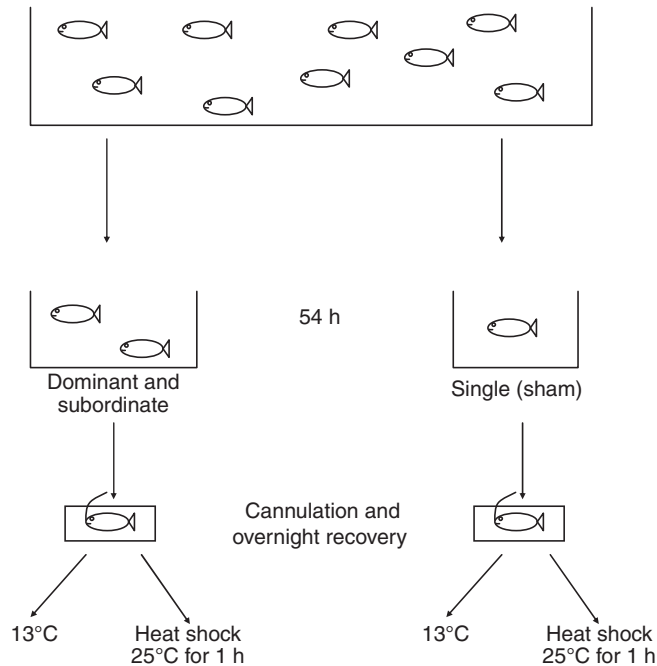 54 h
Dominant and
subordinate
Single (sham)
Cannulation and
overnight recovery
13°C
Heat shock
25°C for 1 h
13°C
Heat shock
25°C for 1 h